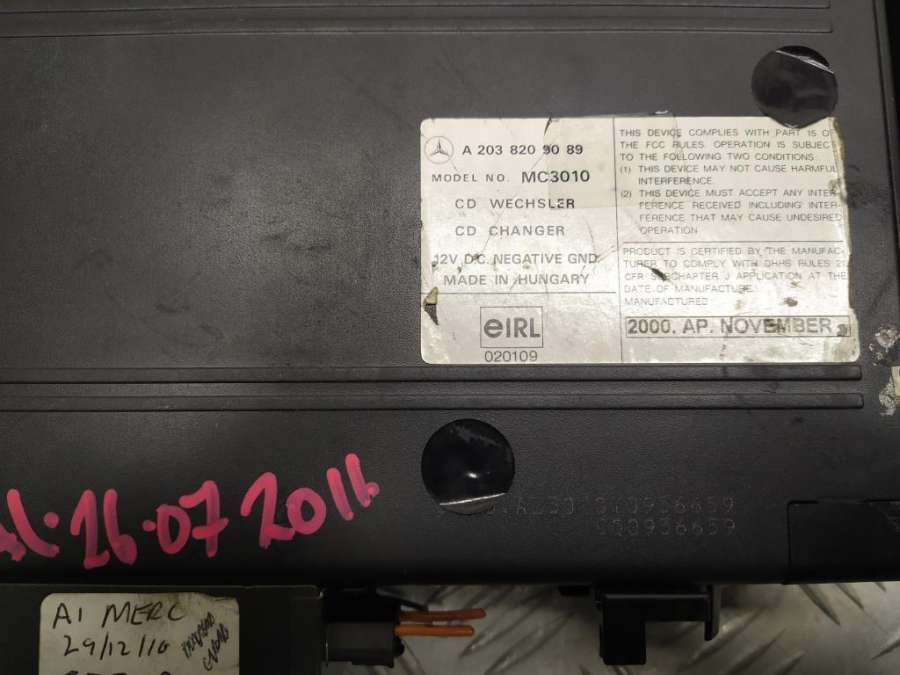 A 203 820 90 89
MODEL NO. MC3010
CD WECHSLER
CD CHANGER
12V DC NEGATIVE GND
MADE IN HUNGARY
eIRL
020109
THIS DEVICE COMPLIES WITH PART 15 OF
THE FCC RULES. OPERATION IS SUBJECT
TO THE FOLLOWING TWO CONDITIONS:
(1) THIS DEVICE MAY NOT CAUSE HARMFUL
INTERFERENCE.
(2) THIS DEVICE MUST ACCEPT ANY INTER-
FERENCE RECEIVED INCLUDING INTER-
FERENCE THAT MAY CAUSE UNDESIRED
OPERATION
PRODUCT IS CERTIFIED BY THE MANUFAC-
TURER TO COMPLY WITH DHHS RULES 21
CFR SUBCHAPTER J APPLICATION AT THE
DATE OF MANUFACTURE.
MANUFACTURED:
2000. AP. NOVEMBER
26.07 2011
SQ0936659
A1 MERC
29/12/10